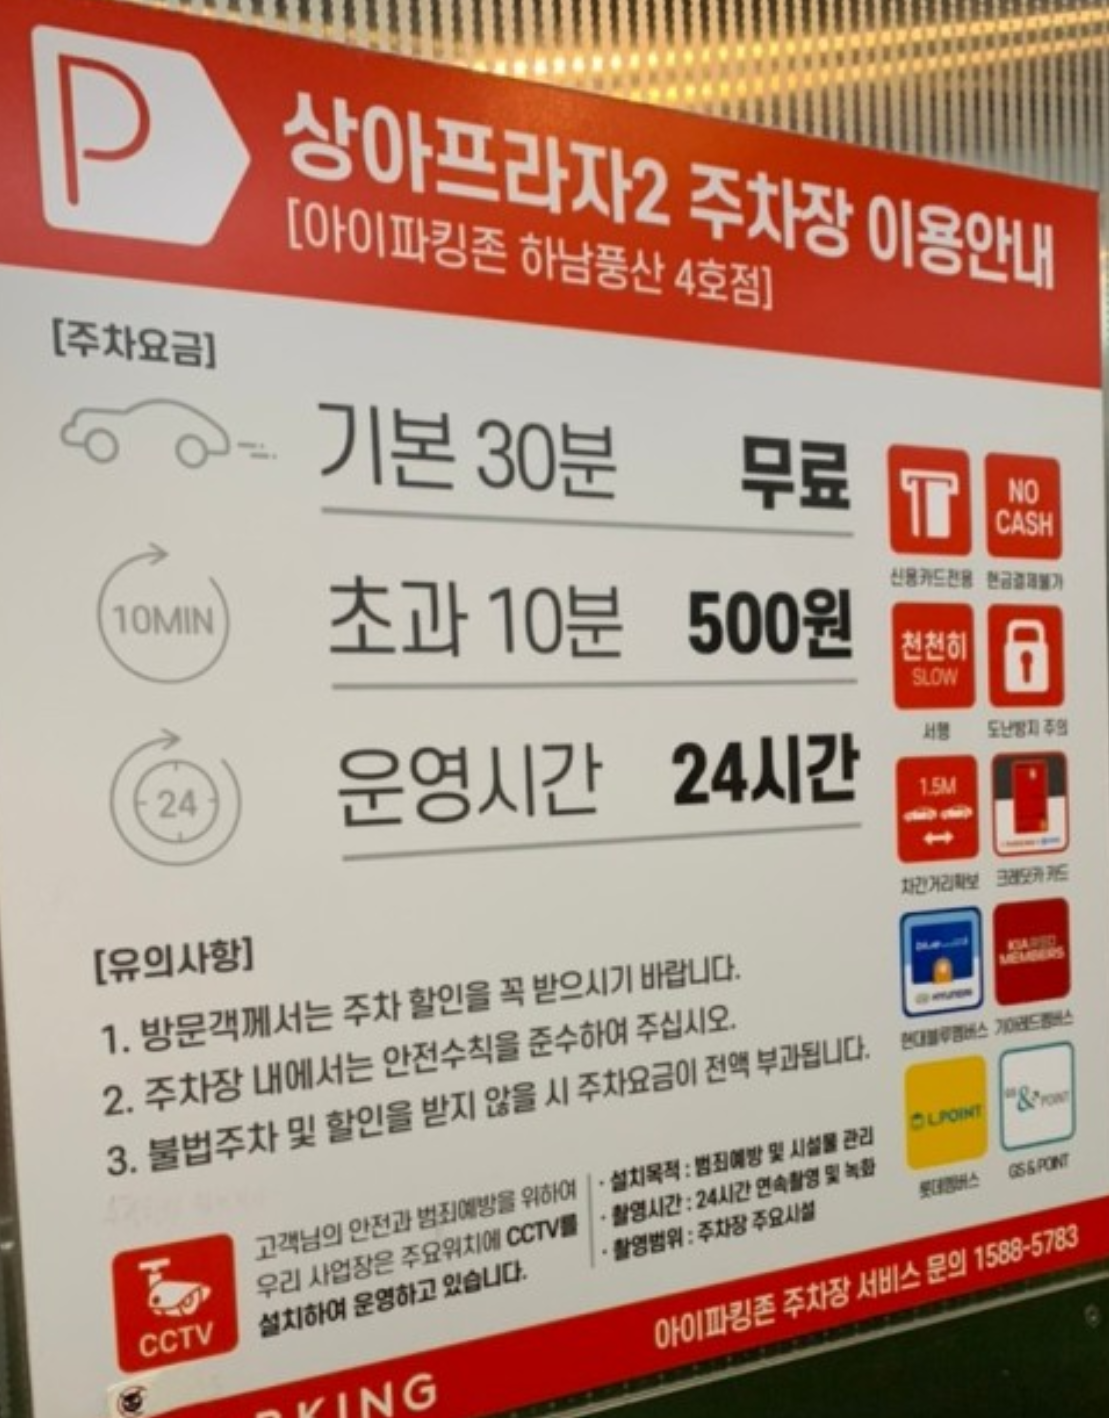 P
상아프라자2 주차장 이용안내
[아이파킹존 하남풍산 4호점]
[주차요금]
기본 30분 무료
10MIN 초과 10분 500원
24 운영시간 24시간
NO
CASH
신용카드전용 현금결제불가
천천히
SLOW
서행 도난방지 주의
1.5M
차간거리확보 크레딧카 카드
HYUNDAI
KIA RED
MEMBERS
현대블루멤버스 기아레드멤버스
L.POINT
GS & POINT
롯데멤버스 GS & POINT
[유의사항]
1. 방문객께서는 주차 할인을 꼭 받으시기 바랍니다.
2. 주차장 내에서는 안전수칙을 준수하여 주십시오.
3. 불법주차 및 할인을 받지 않을 시 주차요금이 전액 부과됩니다.
CCTV
고객님의 안전과 범죄예방을 위하여
우리 사업장은 주요위치에 CCTV를
설치하여 운영하고 있습니다.
· 설치목적 : 범죄예방 및 시설물 관리
· 촬영시간 : 24시간 연속촬영 및 녹화
· 촬영범위 : 주차장 주요시설
아이파킹존 주차장 서비스 문의 1588-5783
RKING